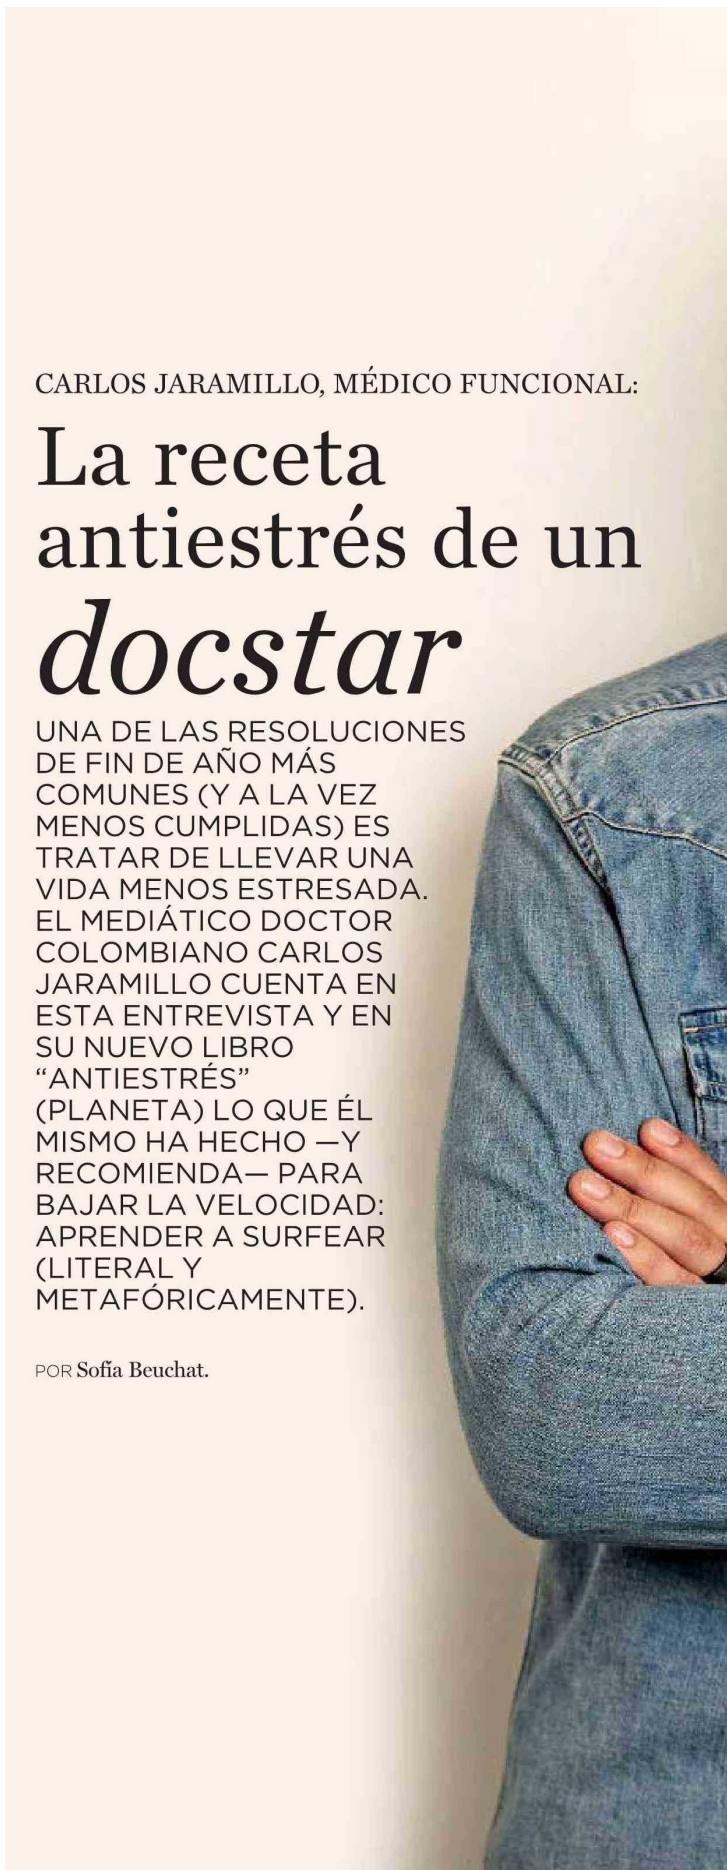 CARLOS JARAMILLO, MÉDICO FUNCIONAL:
La receta
antiestrés de un
docstar
UNA DE LAS RESOLUCIONES
DE FIN DE AÑO MÁS
COMUNES (Y A LA VEZ
MENOS CUMPLIDAS) ES
TRATAR DE LLEVAR UNA
VIDA MENOS ESTRESADA.
EL MEDIÁTICO DOCTOR
COLOMBIANO CARLOS
JARAMILLO CUENTA EN
ESTA ENTREVISTA Y EN
SU NUEVO LIBRO
“ANTIESTRÉS”
(PLANETA) LO QUE ÉL
MISMO HA HECHO —Y
RECOMIENDA— PARA
BAJAR LA VELOCIDAD:
APRENDER A SURFEAR
(LITERAL Y
METAFÓRICAMENTE).
POR Sofía Beuchat.